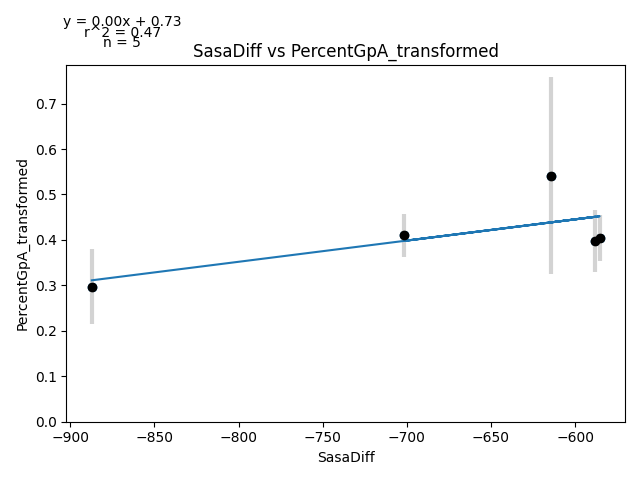 y = 0.00x + 0.73
r^2 = 0.47
n = 5
SasaDiff vs PercentGpA_transformed
PercentGpA_transformed
0.7
0.6
0.5
0.4
0.3
0.2
0.1
0.0
−900 −850 −800 −750 −700 −650 −600
SasaDiff